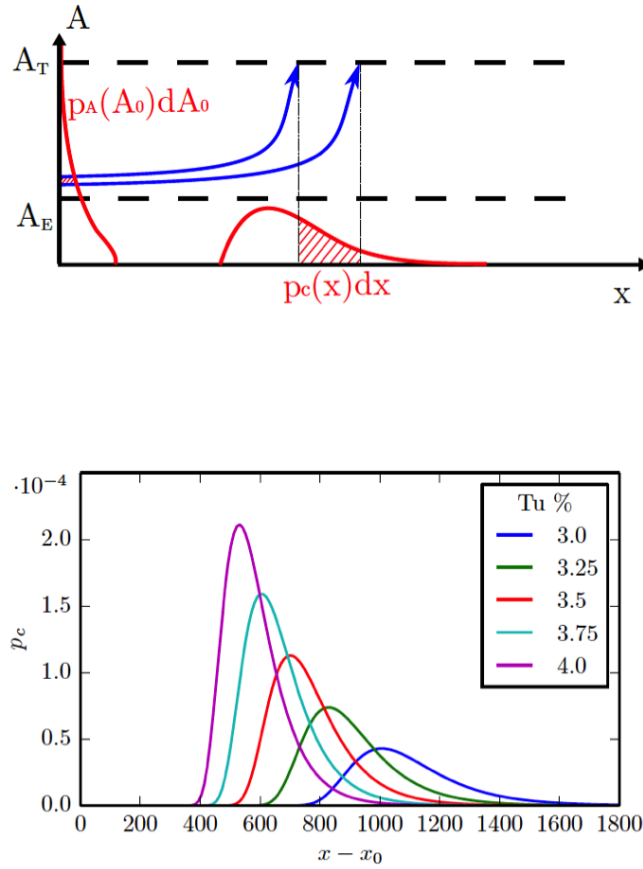 A
A_T
p_A(A_0)dA_0
A_E
p_c(x)dx
x
·10^-4
Tu %
2.0
3.0
3.25
1.5
3.5
p_c
3.75
1.0
4.0
0.5
0.0
0 200 400 600 800 1000 1200 1400 1600 1800
x − x_0